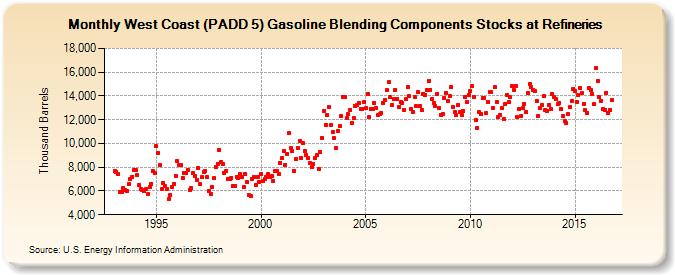 Monthly West Coast (PADD 5) Gasoline Blending Components Stocks at Refineries
Thousand Barrels
18,000
16,000
14,000
12,000
10,000
8,000
6,000
4,000
1995 2000 2005 2010 2015
Source: U.S. Energy Information Administration